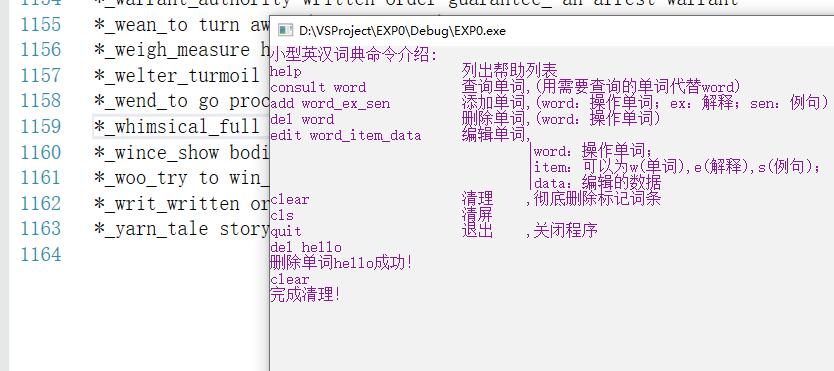 1154 *_warrant_authority written order guarantee_ an arrest warrant
1155 *_wean_to turn aw
1156 *_weigh_measure h
1157 *_welter_turmoil
1158 *_wend_to go proc
1159 *_whimsical_full
1160 *_wince_show bodi
1161 *_woo_try to win_
1162 *_writ_written or
1163 *_yarn_tale story
1164
D:\VSProject\EXP0\Debug\EXP0.exe
小型英汉词典命令介绍:
help 列出帮助列表
consult word 查询单词,(用需要查询的单词代替word)
add word_ex_sen 添加单词,(word：操作单词；ex：解释；sen：例句)
del word 删除单词,(word：操作单词)
edit word_item_data 编辑单词,
|word：操作单词；
|item：可以为w(单词),e(解释),s(例句)；
|data：编辑的数据
clear 清理 ,彻底删除标记词条
cls 清屏
quit 退出 ,关闭程序
del hello
删除单词hello成功!
clear
完成清理!